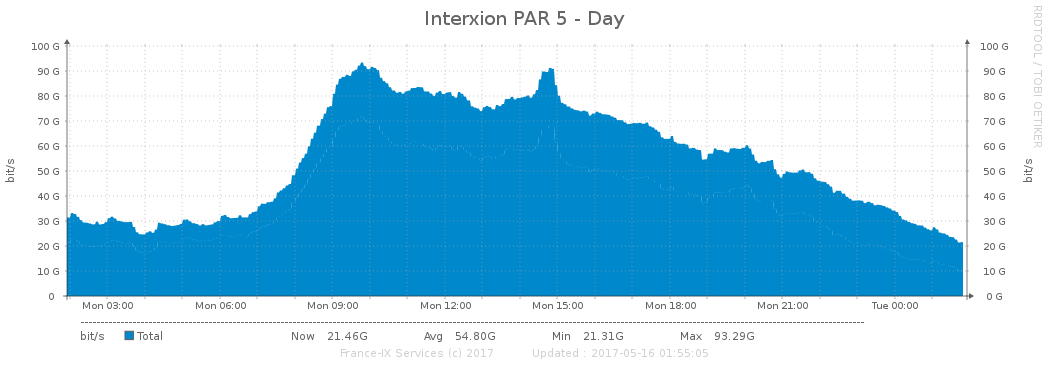 Interxion PAR 5 - Day
RRDTOOL / TOBI OETIKER
bit/s
100 G
90 G
80 G
70 G
60 G
50 G
40 G
30 G
20 G
10 G
0
100 G
90 G
80 G
70 G
60 G
50 G
40 G
30 G
20 G
10 G
0 G
bit/s
Mon 03:00 Mon 06:00 Mon 09:00 Mon 12:00 Mon 15:00 Mon 18:00 Mon 21:00 Tue 00:00
bit/s Total Now 21.46G Avg 54.80G Min 21.31G Max 93.29G
France-IX Services (c) 2017 Updated : 2017-05-16 01:55:05